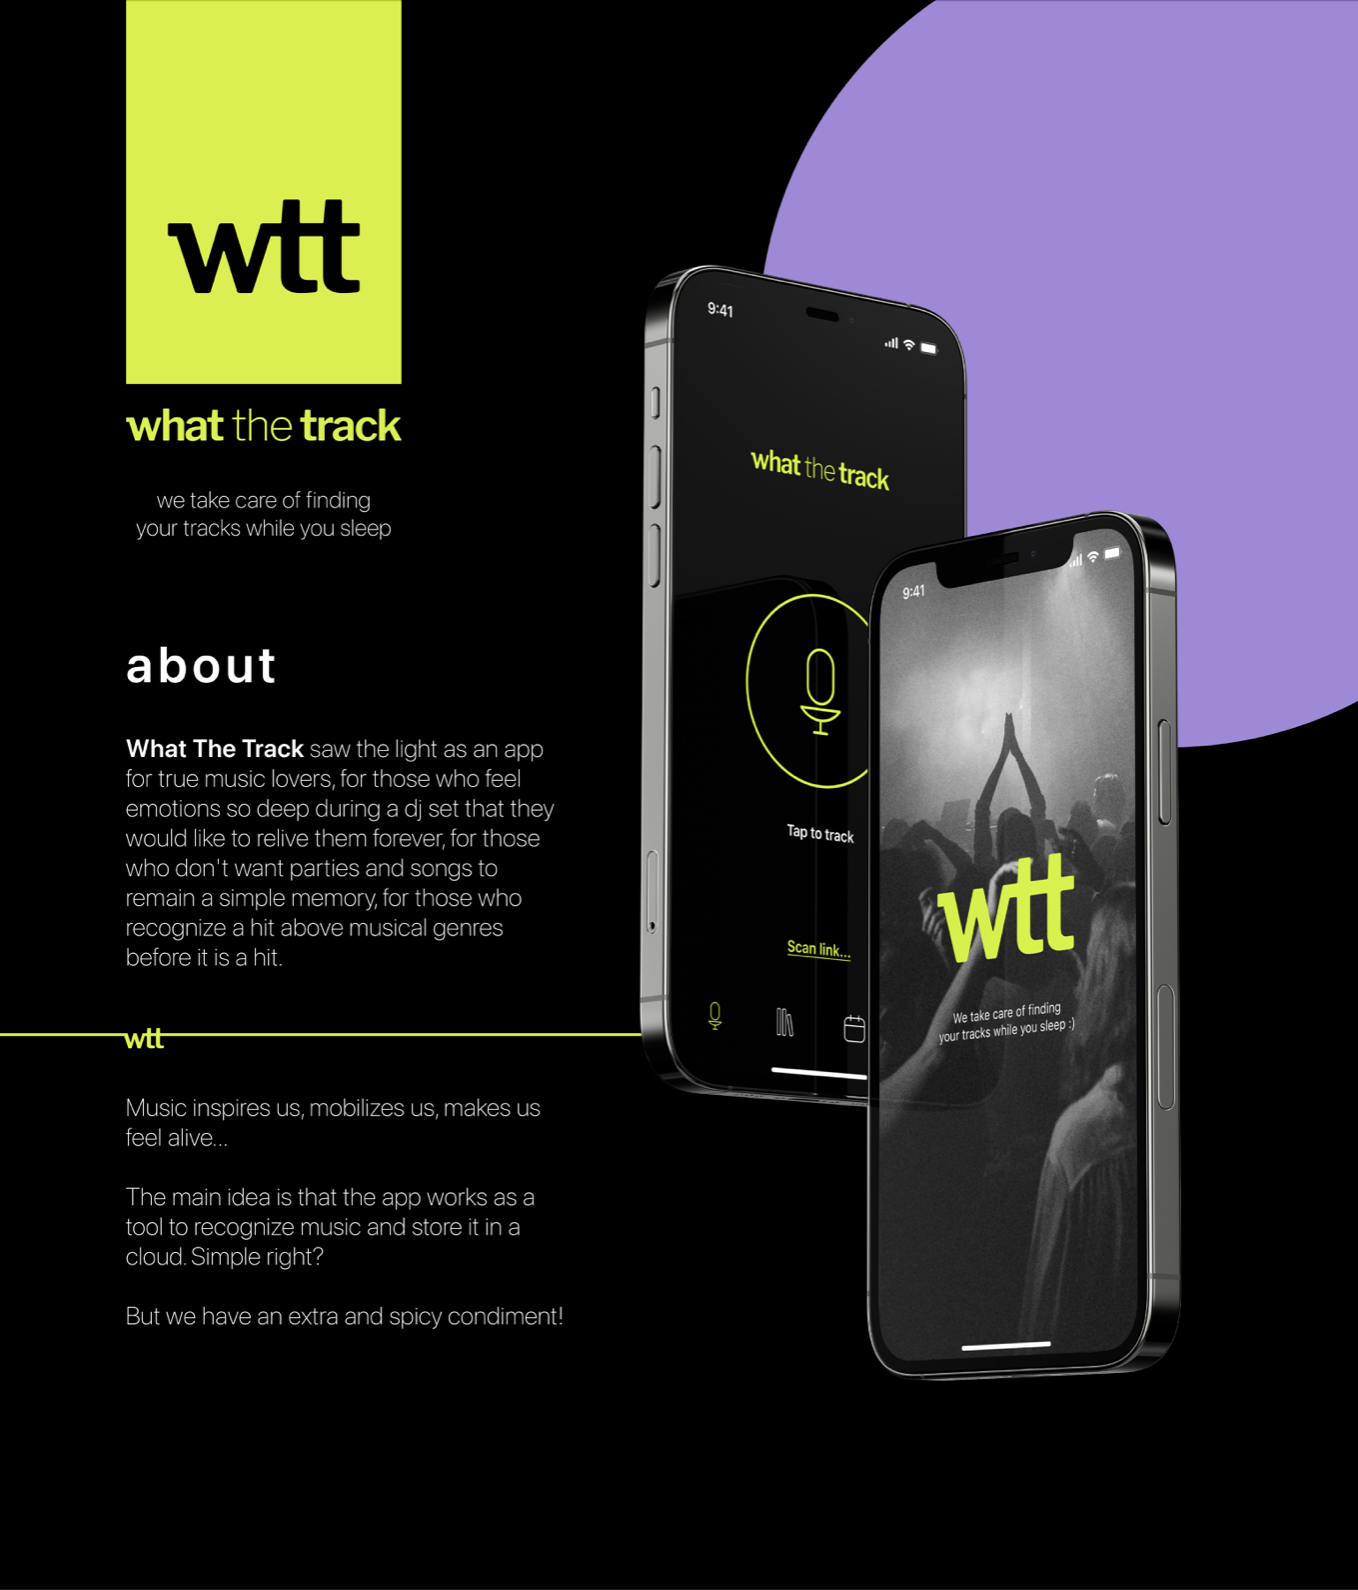 wtt
what the track
we take care of finding
your tracks while you sleep
about
What The Track saw the light as an app
for true music lovers, for those who feel
emotions so deep during a dj set that they
would like to relive them forever, for those
who don't want parties and songs to
remain a simple memory, for those who
recognize a hit above musical genres
before it is a hit.
wtt
Music inspires us, mobilizes us, makes us
feel alive...
The main idea is that the app works as a
tool to recognize music and store it in a
cloud. Simple right?
But we have an extra and spicy condiment!
9:41
what the track
Tap to track
Scan link...
9:41
wtt
We take care of finding
your tracks while you sleep :)